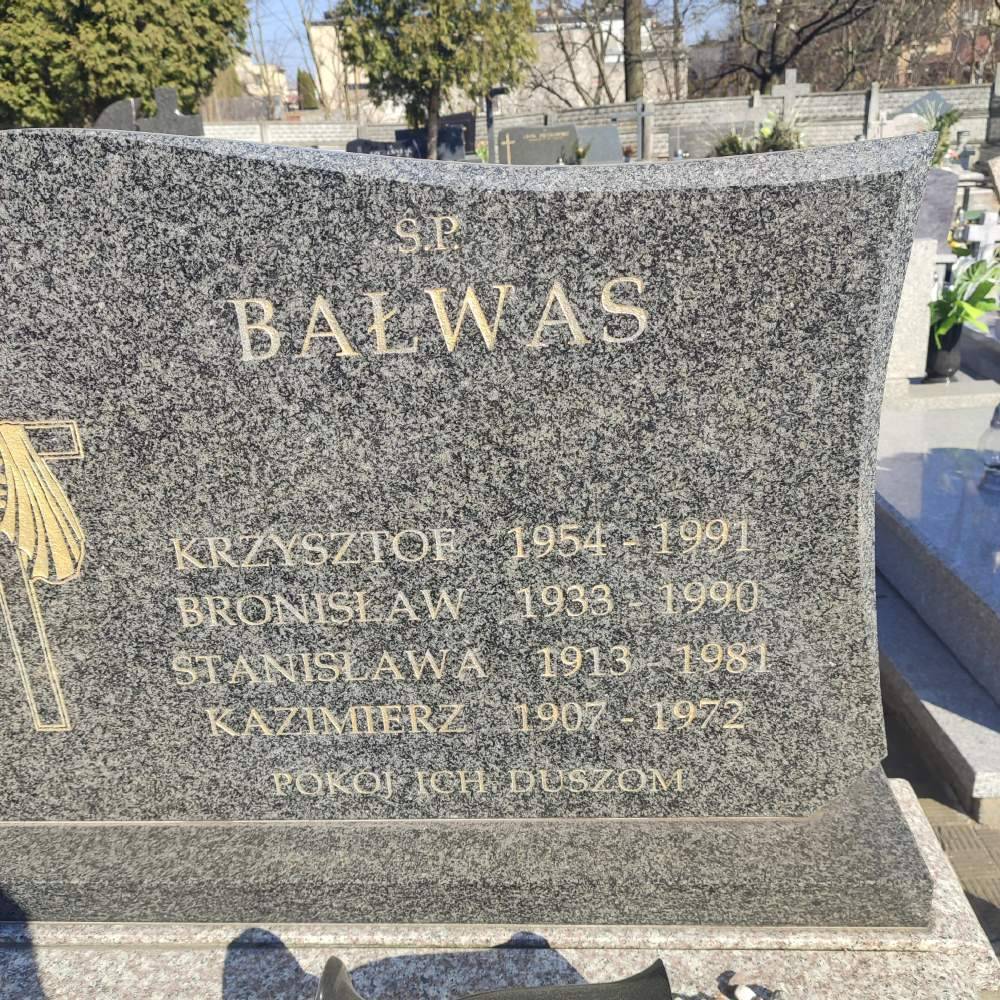 Ś.P.
BAŁWAS
KRZYSZTOF 1954 - 1991
BRONISŁAW 1933 - 1990
STANISŁAWA 1913 - 1981
KAZIMIERZ 1907 - 1972
POKÓJ ICH DUSZOM